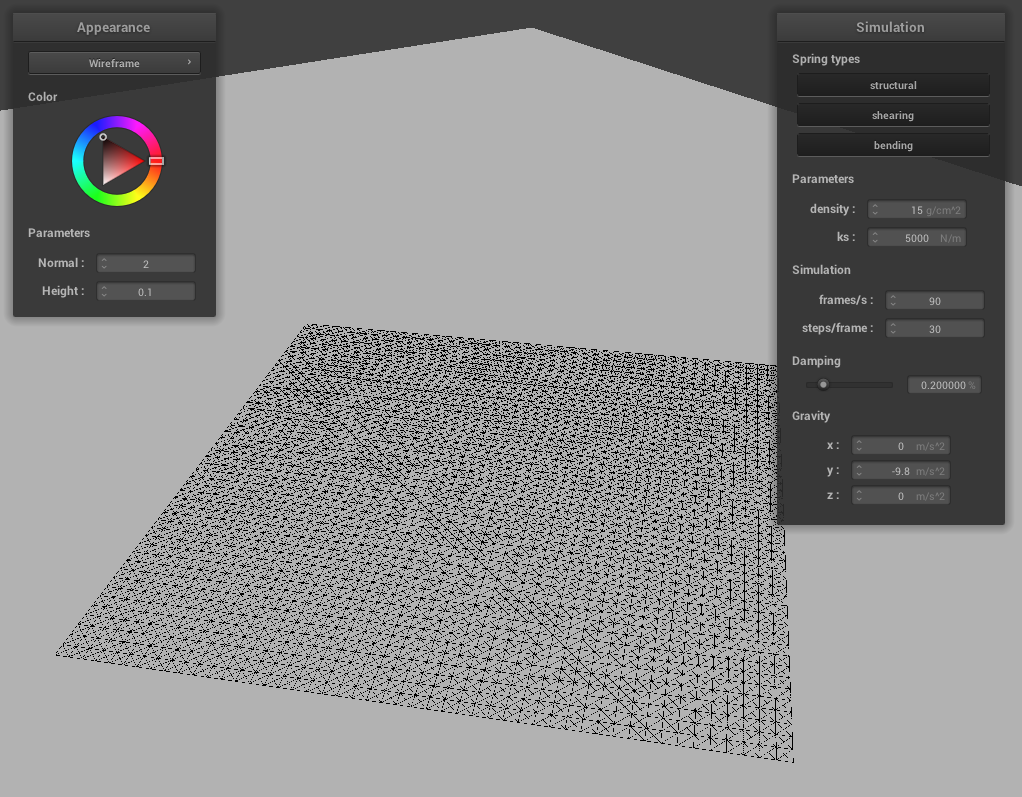 Appearance
Wireframe ›
Color
Parameters
Normal : 2
Height : 0.1
Simulation
Spring types
structural
shearing
bending
Parameters
density : 15 g/cm^2
ks : 5000 N/m
Simulation
frames/s : 90
steps/frame : 30
Damping
0.200000 %
Gravity
x : 0 m/s^2
y : -9.8 m/s^2
z : 0 m/s^2